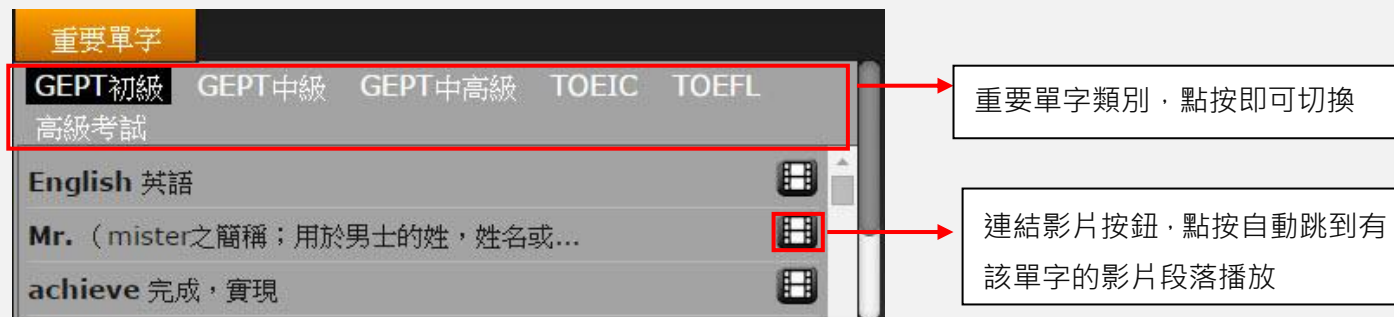 重要單字
GEPT初級 GEPT中級 GEPT中高級 TOEIC TOEFL
高級考試
重要單字類別，點按即可切換
English 英語
Mr. （mister之簡稱；用於男士的姓，姓名或...
連結影片按鈕，點按自動跳到有
該單字的影片段落播放
achieve 完成，實現